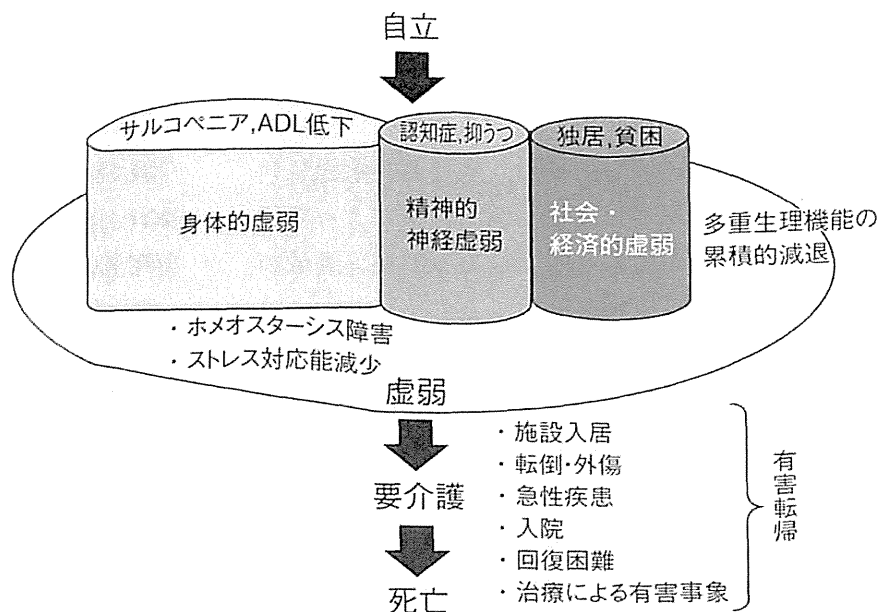 自立
サルコペニア,ADL低下
認知症,抑うつ
独居,貧困
身体的虚弱
精神的
神経虚弱
社会・
経済的虚弱
多重生理機能の
累積的減退
・ホメオスターシス障害
・ストレス対応能減少
虚弱
・施設入居
・転倒・外傷
要介護
・急性疾患
・入院
・回復困難
死亡
・治療による有害事象
有害転帰